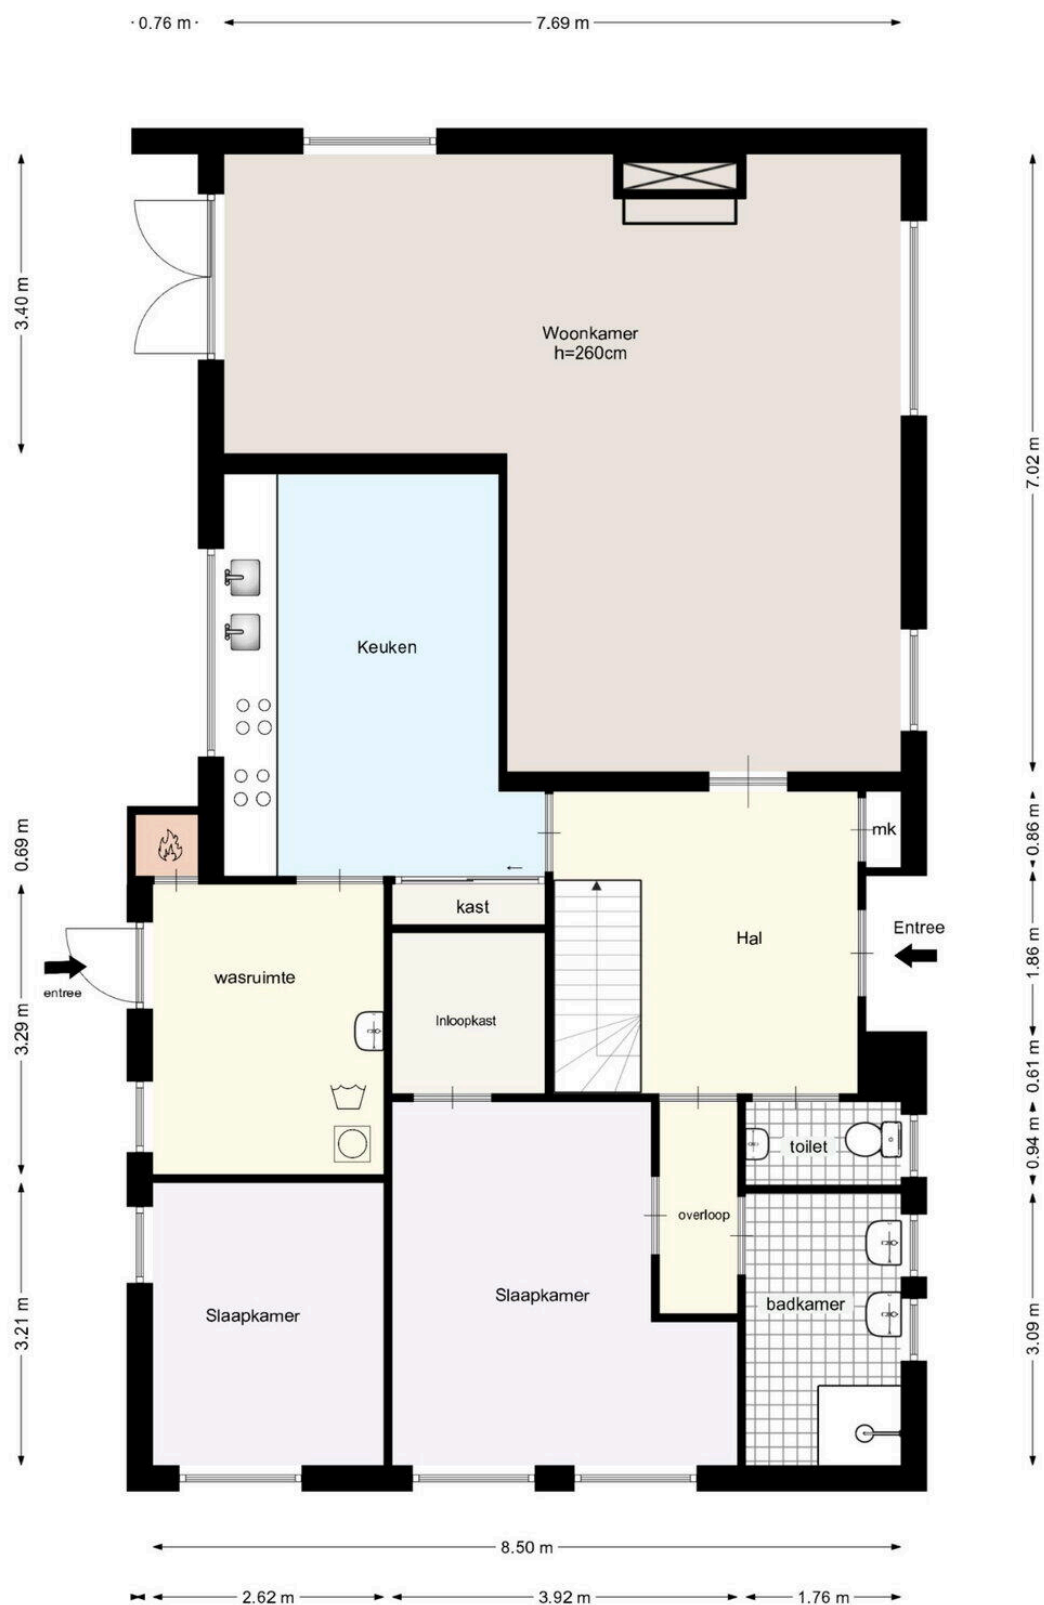 0.76 m
7.69 m
3.40 m
Woonkamer
h=260cm
7.02 m
Keuken
0.69 m
0.86 m
mk
kast
Entree
Hal
1.86 m
wasruimte
entree
Inloopkast
3.29 m
0.61 m
0.94 m
toilet
overloop
Slaapkamer
badkamer
Slaapkamer
3.21 m
3.09 m
8.50 m
2.62 m
3.92 m
1.76 m